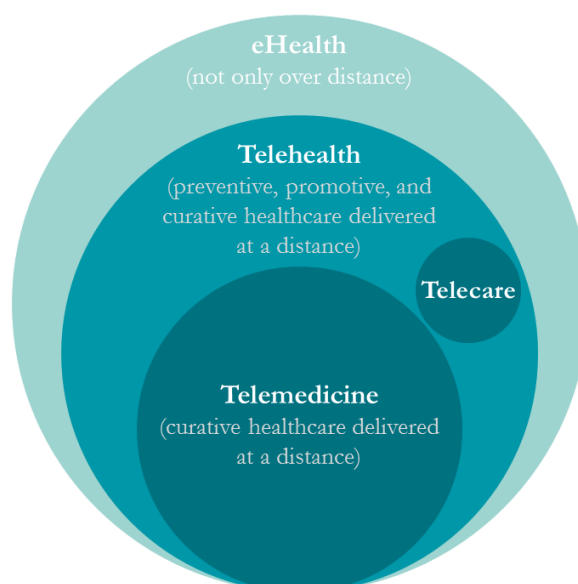 eHealth
(not only over distance)
Telehealth
(preventive, promotive, and
curative healthcare delivered
at a distance)
Telecare
Telemedicine
(curative healthcare delivered
at a distance)